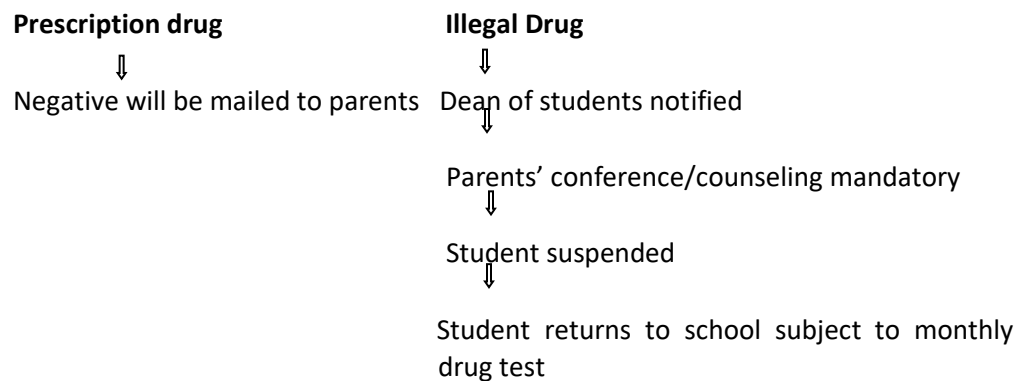 Prescription drug
Illegal Drug
Negative will be mailed to parents
Dean of students notified
Parents’ conference/counseling mandatory
Student suspended
Student returns to school subject to monthly
drug test